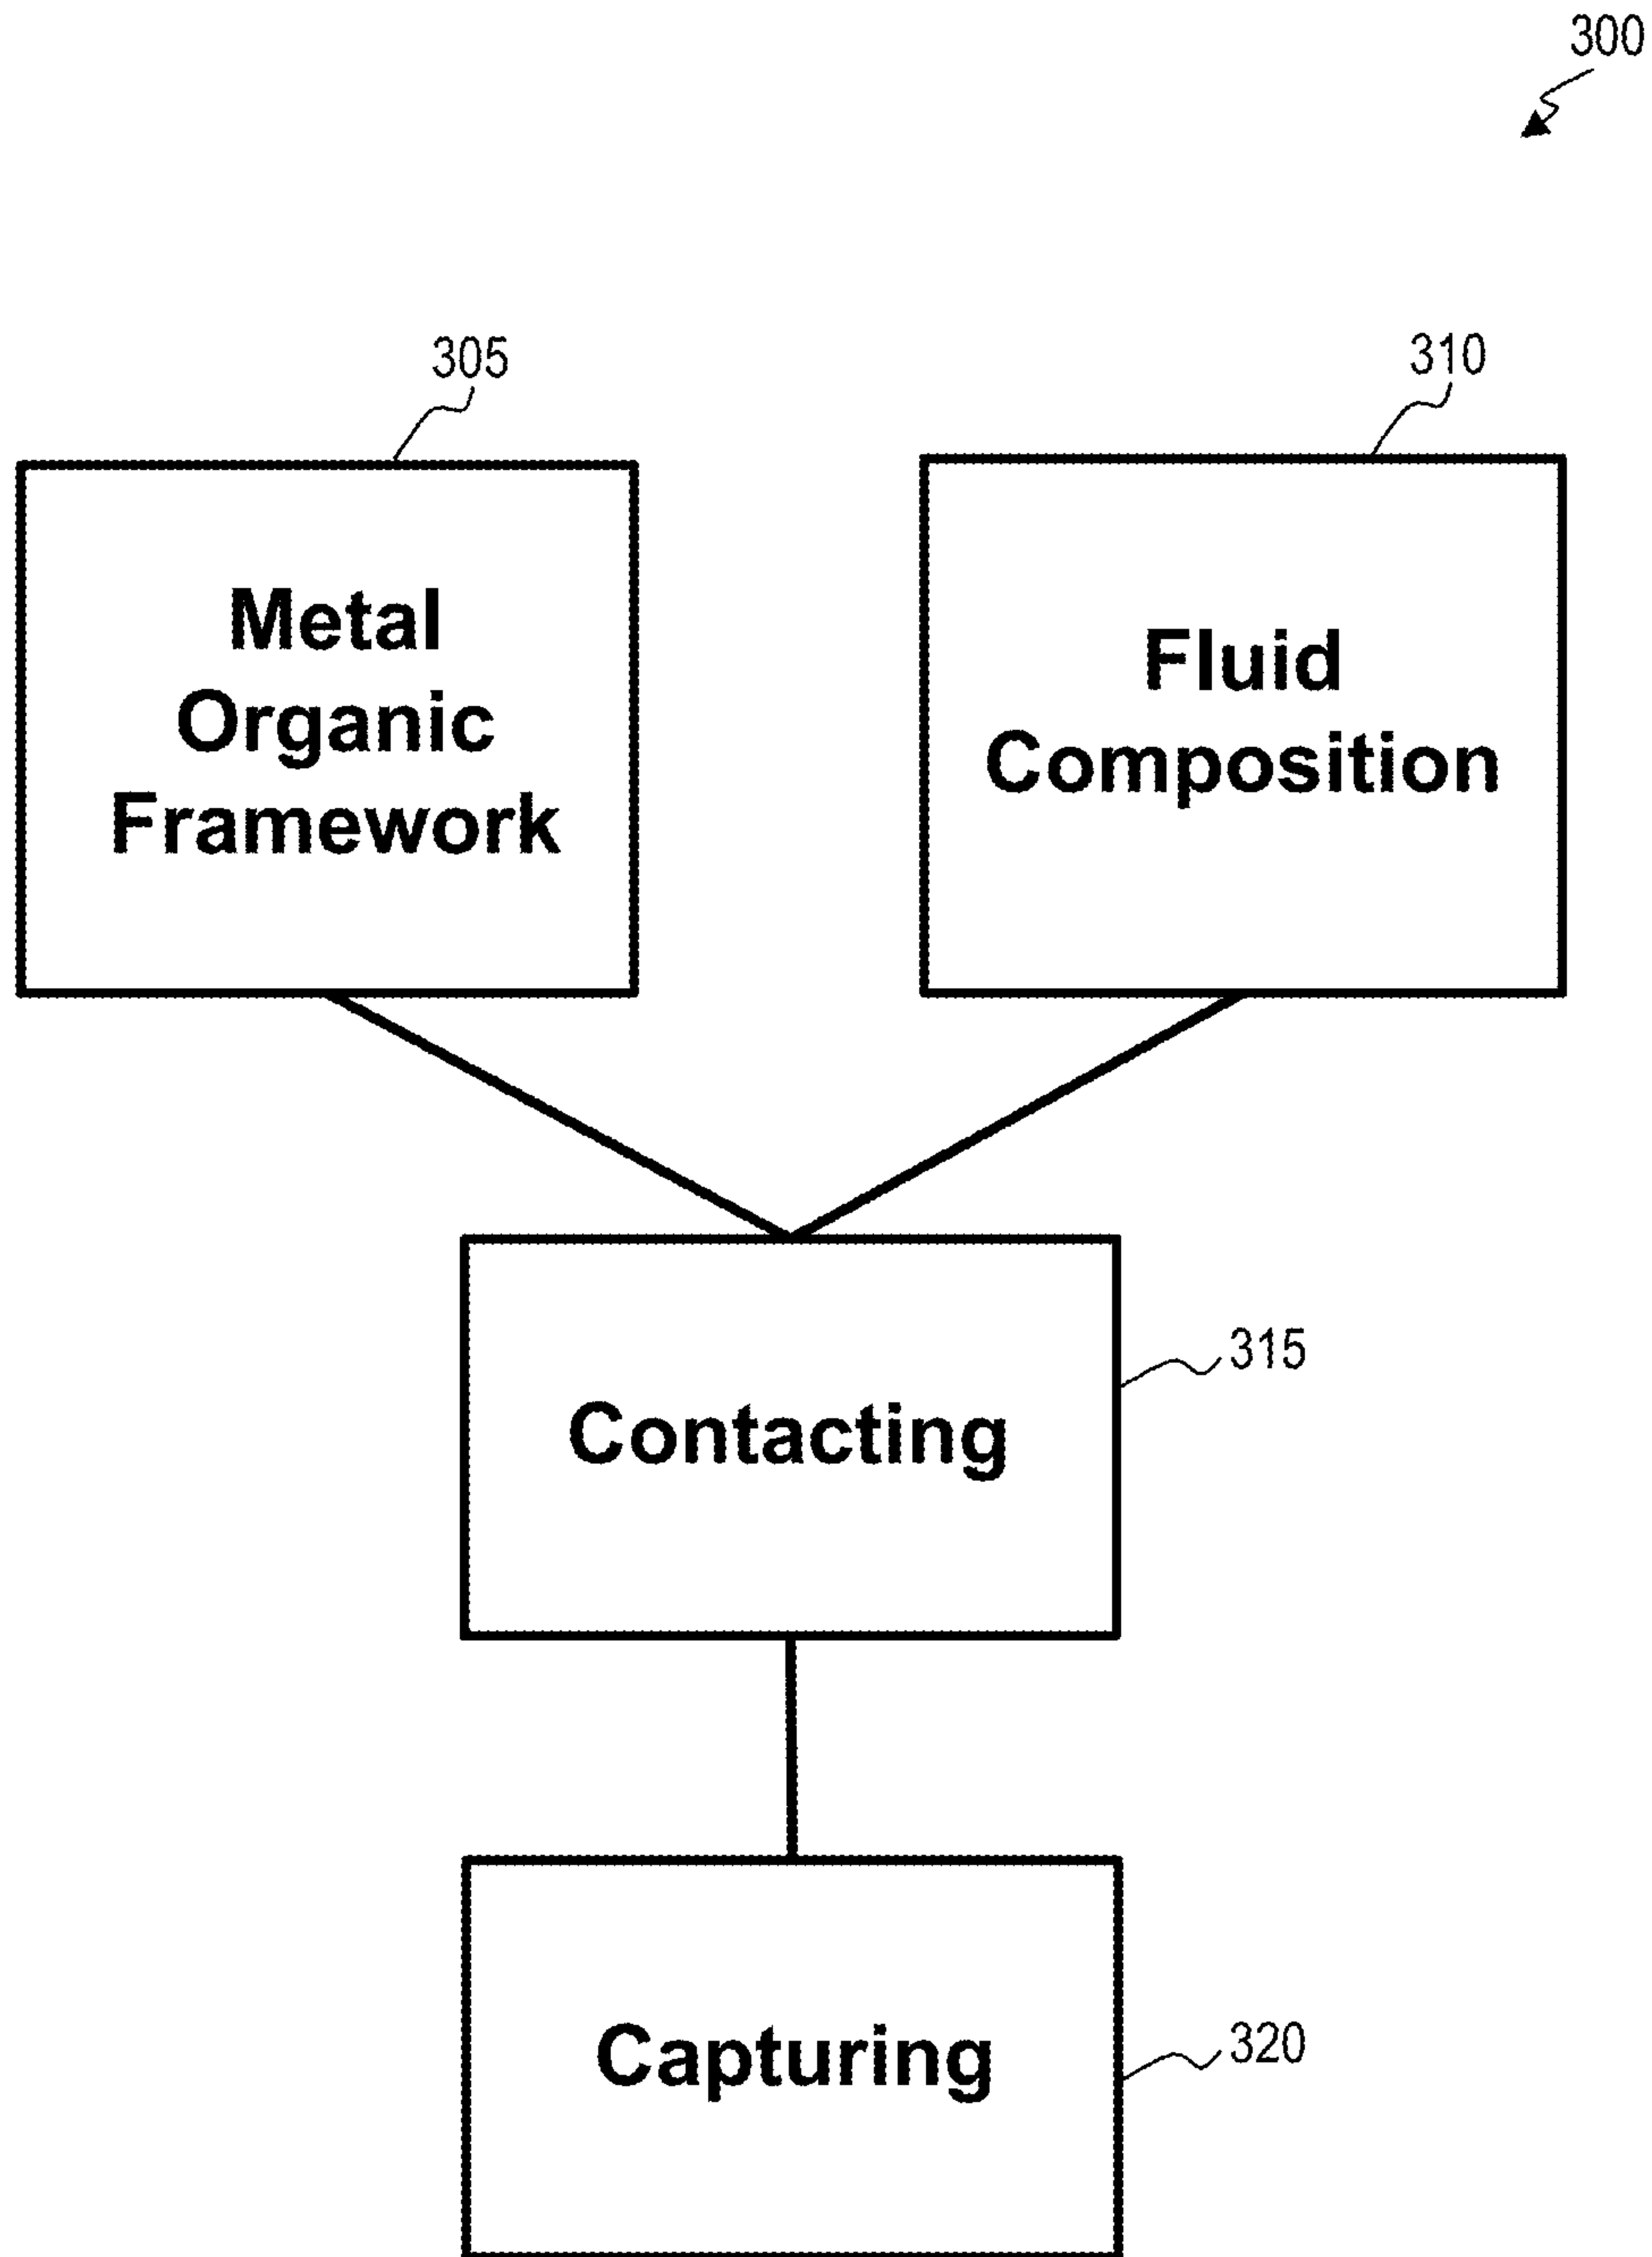 300
305
310
Metal
Organic
Framework
Fluid
Composition
Contacting
315
Capturing
320